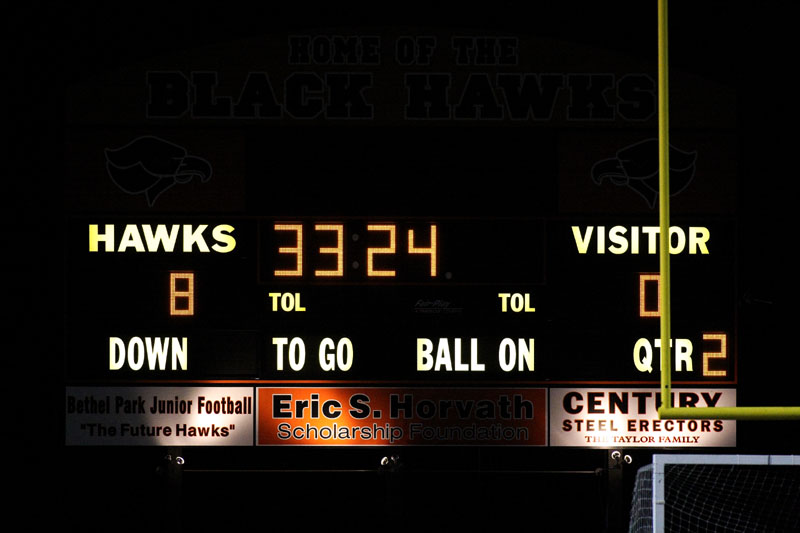 HOME OF THE
BLACK HAWKS
HAWKS 33:24 VISITOR
8 0
TOL TOL
DOWN TO GO BALL ON QTR 2
Bethel Park Junior Football
"The Future Hawks"
Eric S. Horvath
Scholarship Foundation
CENTURY
STEEL ERECTORS
THE TAYLOR FAMILY